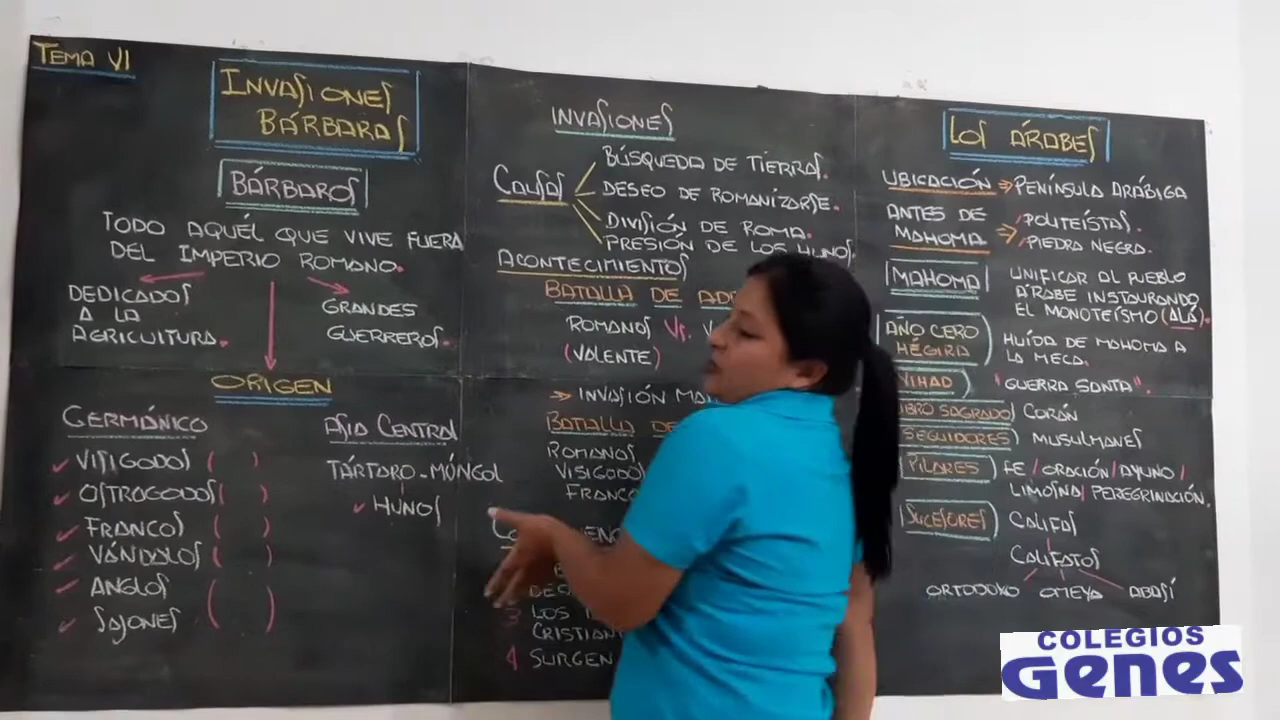 TEMA VI
INVASIONES
BÁRBARAS
BÁRBAROS
TODO AQUÉL QUE VIVE FUERA
DEL IMPERIO ROMANO.
DEDICADOS
A LA
AGRICULTURA.
GRANDES
GUERREROS.
ORIGEN
GERMÁNICO
VISIGODOS ( )
OSTROGODOS ( )
FRANCOS ( )
VÁNDALOS ( )
ANGLOS
SAJONES ( )
ASIA CENTRAL
TÁRTARO - MÓNGOL
HUNOS
INVASIONES
CAUSAS
BÚSQUEDA DE TIERRAS.
DESEO DE ROMANIZARSE.
DIVISIÓN DE ROMA.
PRESIÓN DE LOS HUNOS.
ACONTECIMIENTOS
BATALLA DE
ROMANOS VS.
(VALENTE)
INVASIÓN
BATALLA DE
ROMANOS
VISIGODOS
LOS
CRISTIAN
4 SURGEN
LOS ÁRABES
UBICACIÓN ⇒ PENÍNSULA ARÁBIGA
ANTES DE
MAHOMA ⇒ POLITEÍSTAS.
PIEDRA NEGRA.
MAHOMA UNIFICAR AL PUEBLO
ÁRABE INSTAURANDO
EL MONOTEÍSMO (ALÁ).
AÑO CERO
HÉGIRA
HUÍDA DE MAHOMA A
LA MECA.
YIHAD "GUERRA SANTA".
LIBRO SAGRADO CORÁN
SEGUIDORES MUSULMANES
PILARES FE / ORACIÓN / AYUNO /
LIMOSNA / PEREGRINACIÓN.
SUCESORES CALIFAS
CALIFATOS
ORTODOXO OMEYA ABASÍ
COLEGIOS
Genes